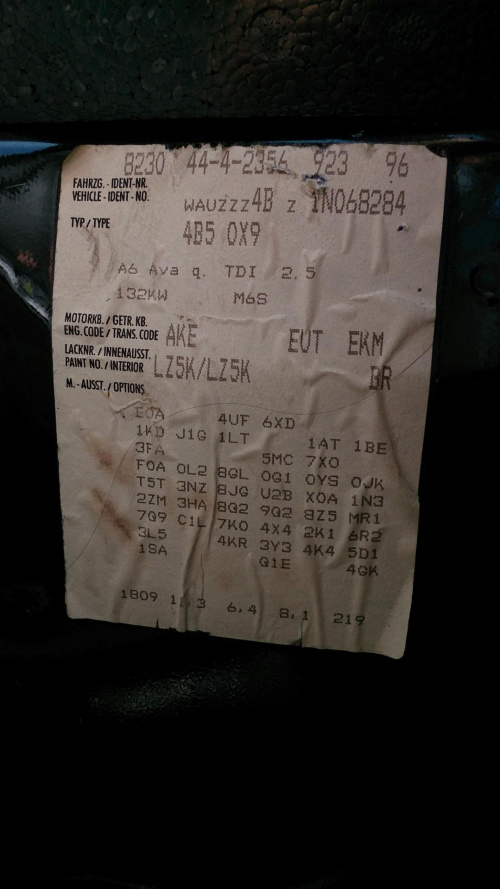 8230 44-4-2356 923 96
FAHRZG. - IDENT-NR.
VEHICLE - IDENT - NO. WAUZZZ4B Z 1N068284
TYP / TYPE 4B5 0X9
A6 Ava q. TDI 2.5
132KW M6S
MOTORKB. / GETR. KB.
ENG. CODE / TRANS. CODE AKE EUT EKM
LACKNR. / INNENAUSST.
PAINT NO. / INTERIOR LZ5K/LZ5K BR
M. - AUSST. / OPTIONS
E0A 4UF 6XD
1KD J1G 1LT 1AT 1BE
3FA 5MC 7X0
F0A 0L2 8GL 0G1 0YS 0JK
T5T 3NZ 8JG U2B X0A 1N3
2ZM 3HA 8Q2 9Q2 8Z5 MR1
7Q9 C1L 7K0 4X4 2K1 6R2
3L5 4KR 3Y3 4K4 5D1
1SA Q1E 4GK
1809 6,4 8,1 219